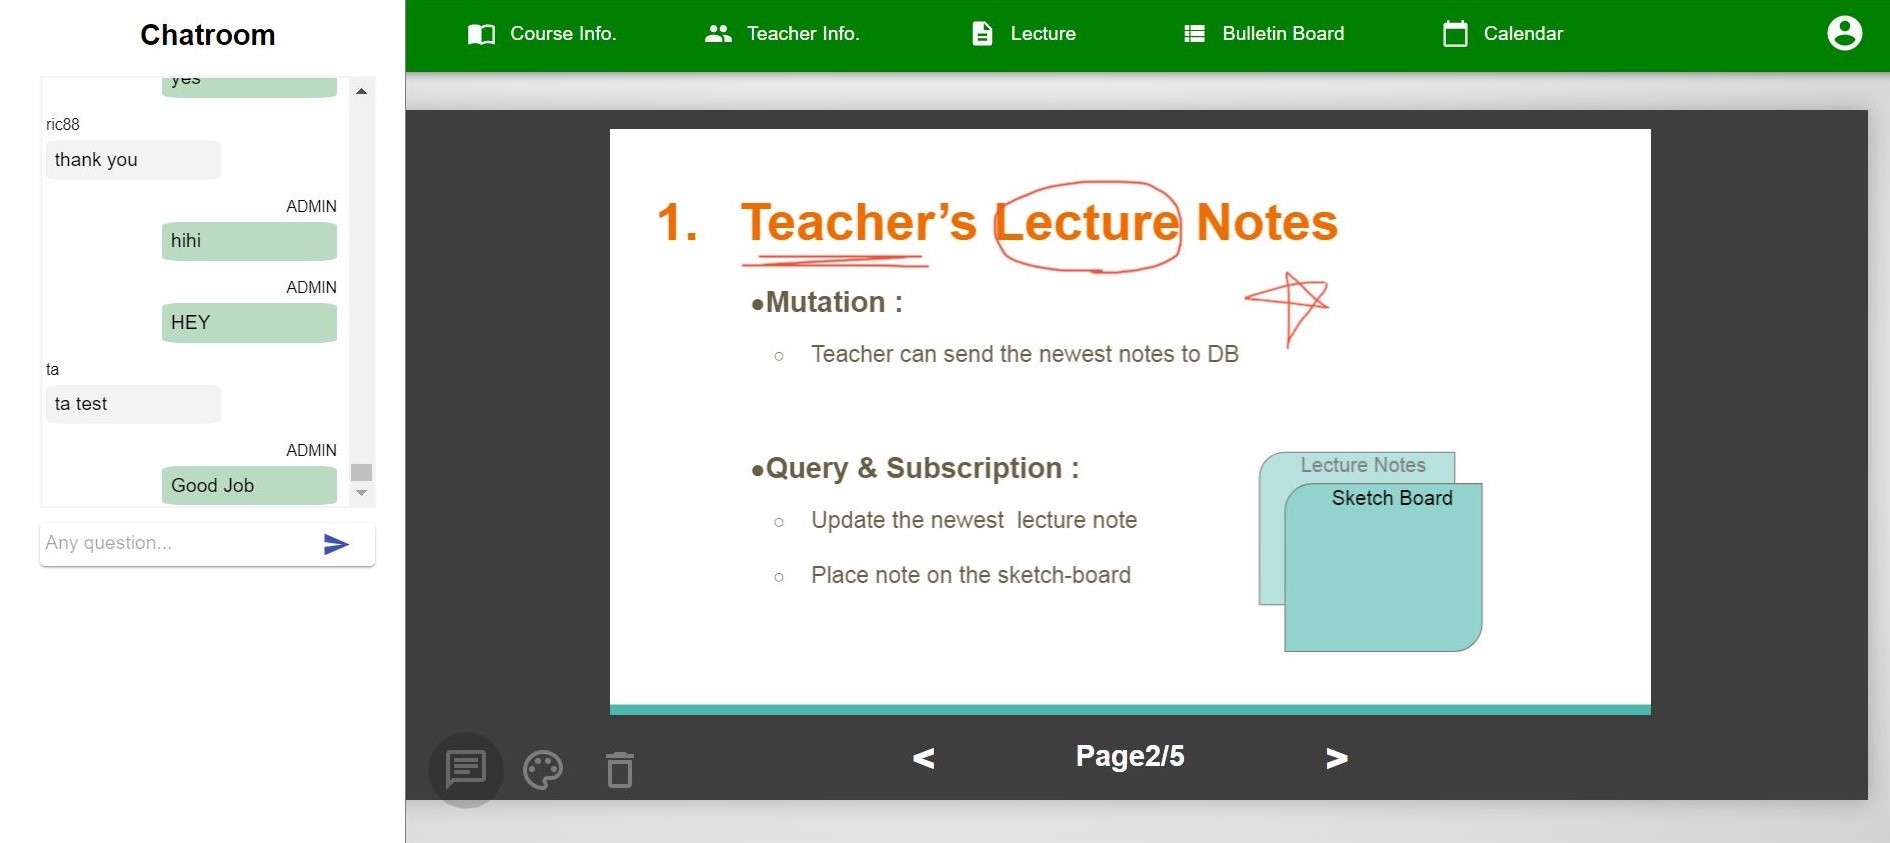 Chatroom
yes
ric88
thank you
ADMIN
hihi
ADMIN
HEY
ta
ta test
ADMIN
Good Job
Any question...
Course Info.
Teacher Info.
Lecture
Bulletin Board
Calendar
1. Teacher’s Lecture Notes
●Mutation :
○ Teacher can send the newest notes to DB
●Query & Subscription :
○ Update the newest lecture note
○ Place note on the sketch-board
Lecture Notes
Sketch Board
< Page2/5 >